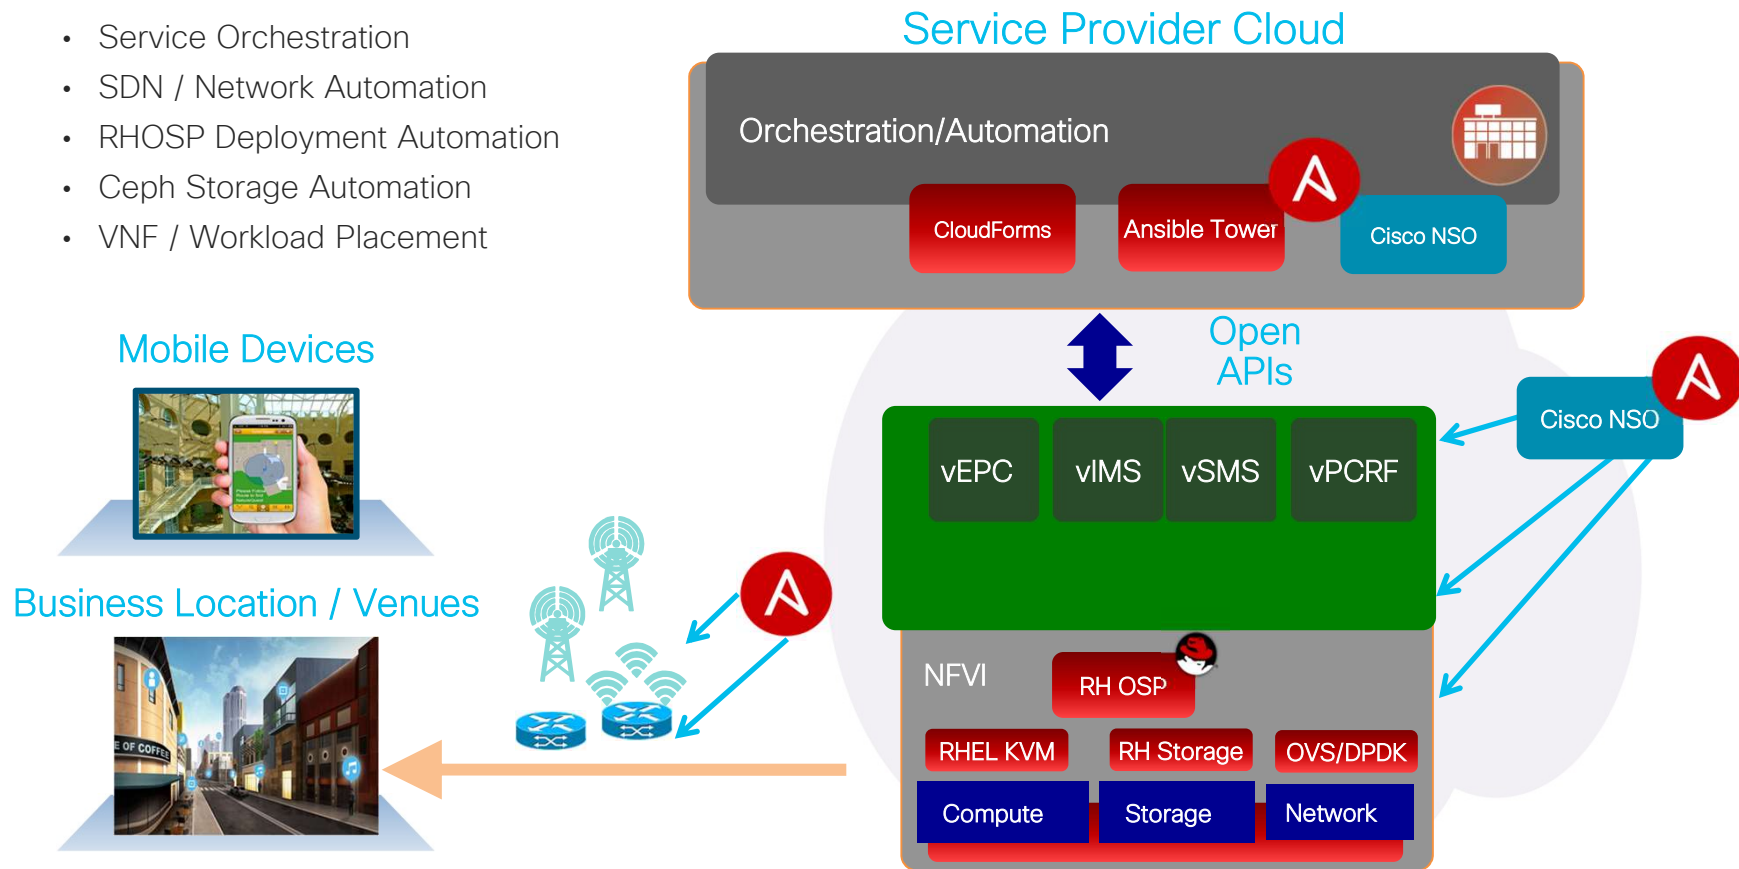 Service Orchestration
SDN / Network Automation
RHOSP Deployment Automation
Ceph Storage Automation
VNF / Workload Placement
Service Provider Cloud
Orchestration/Automation
CloudForms
Ansible Tower
Cisco NSO
Open
APIs
Mobile Devices
Cisco NSO
vEPC
vIMS
vSMS
vPCRF
Business Location / Venues
NFVI
RH OSP
RHEL KVM
RH Storage
OVS/DPDK
Compute
Storage
Network
E OF COFFE